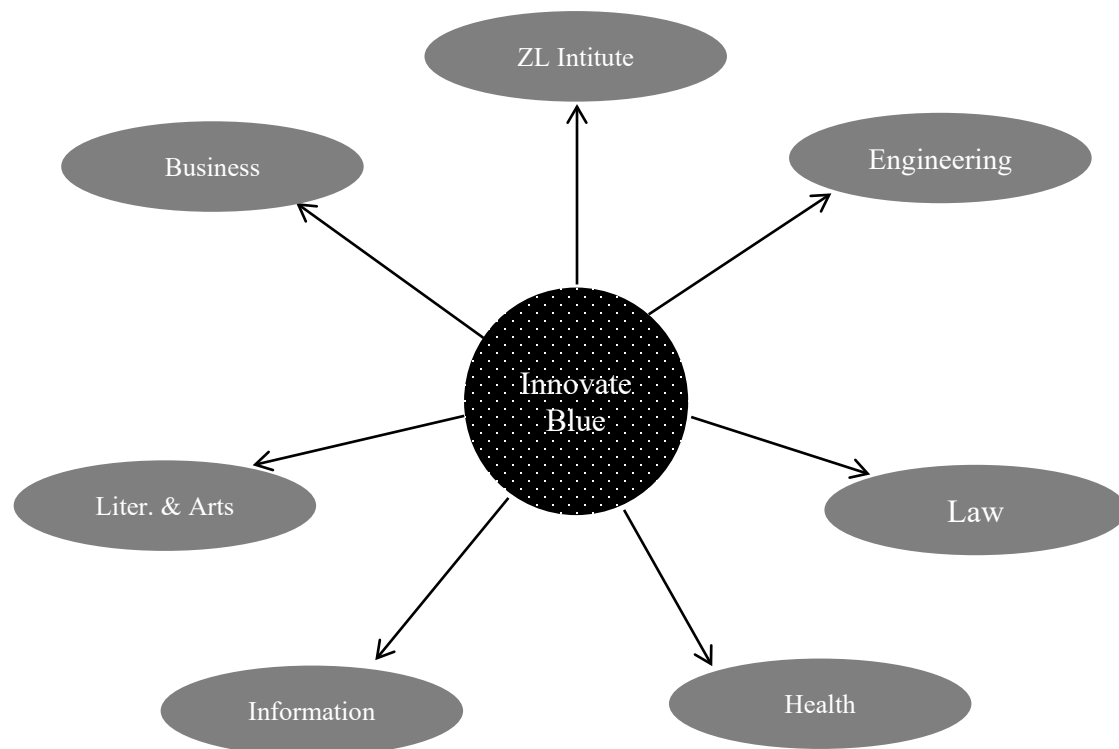 ZL Intitute
Business
Engineering
Innovate
Blue
Liter. & Arts
Law
Information
Health